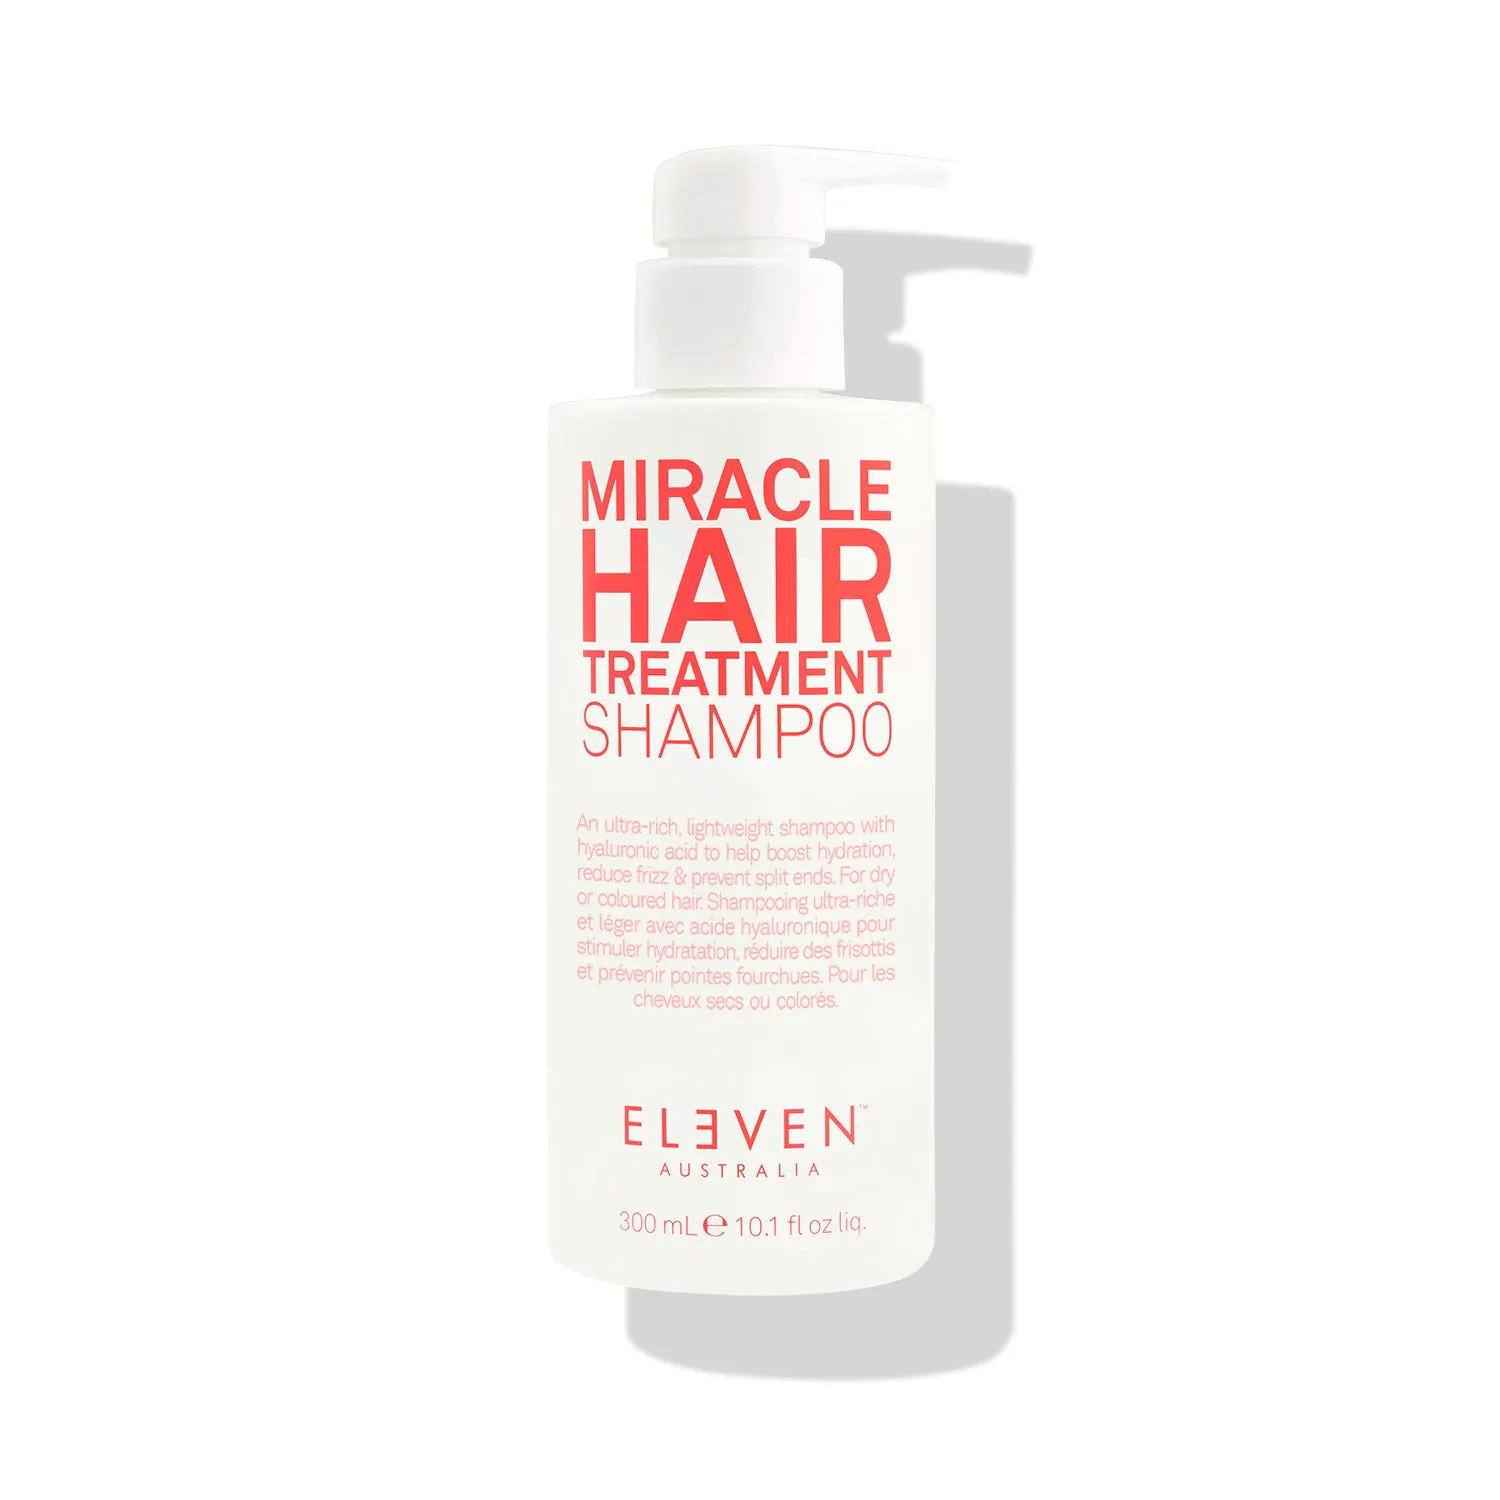 MIRACLE
HAIR
TREATMENT
SHAMPOO
An ultra-rich, lightweight shampoo with
hyaluronic acid to help boost hydration,
reduce frizz & prevent split ends. For dry
or coloured hair. Shampooing ultra-riche
et léger avec acide hyaluronique pour
stimuler hydratation, réduire des frisottis
et prévenir pointes fourchues. Pour les
cheveux secs ou colorés.
ELEVEN™
AUSTRALIA
300 mL ℮ 10.1 fl oz liq.